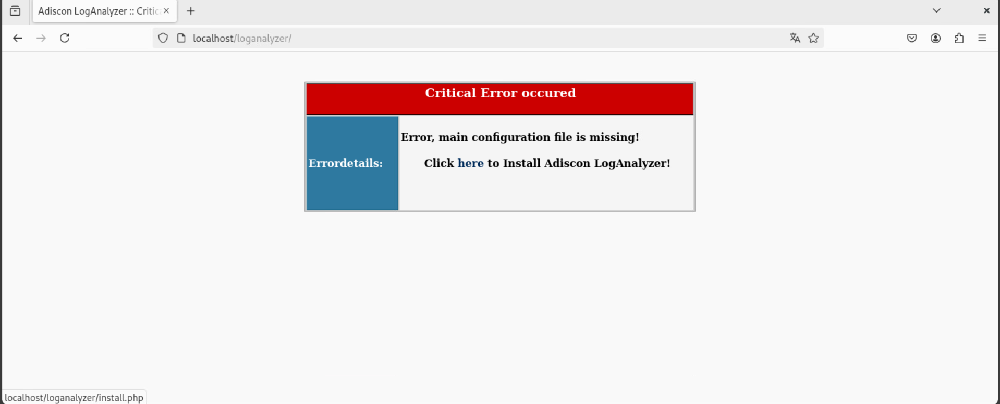 Adiscon LogAnalyzer :: Critic
localhost/loganalyzer/
Critical Error occured
Errordetails:
Error, main configuration file is missing!
Click here to Install Adiscon LogAnalyzer!
localhost/loganalyzer/install.php